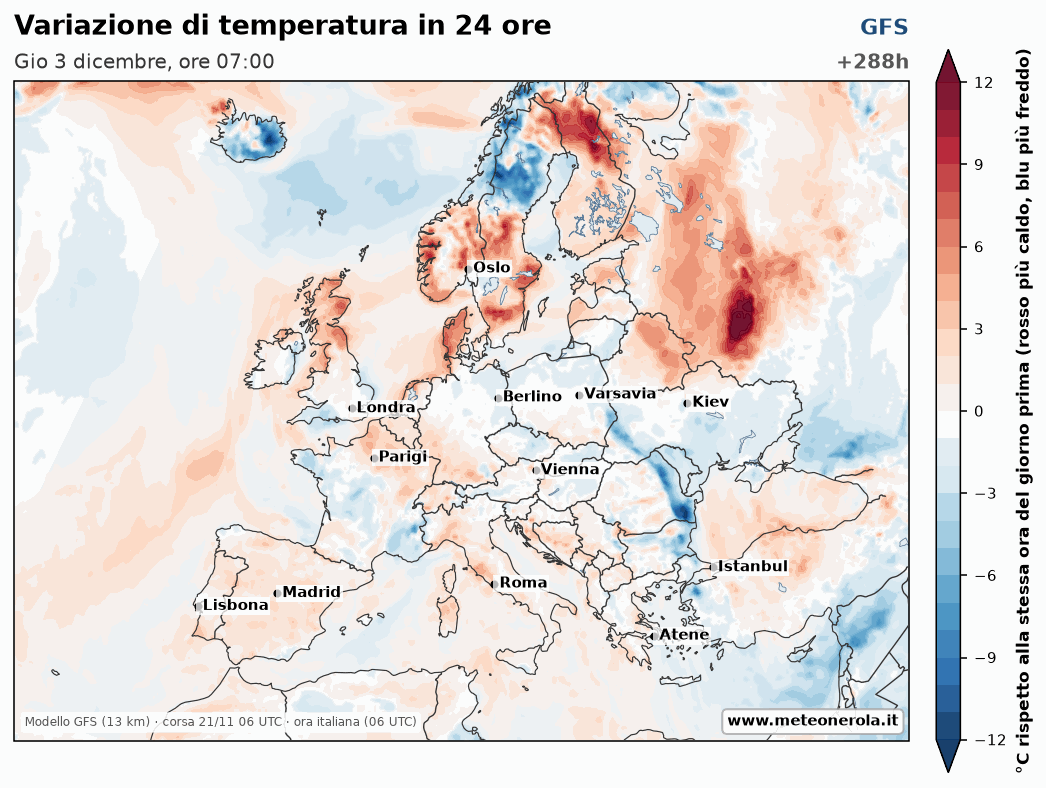 Variazione di temperatura in 24 ore
GFS
Gio 3 dicembre, ore 07:00
+288h
Oslo
Londra
Berlino
Varsavia
Kiev
Parigi
Vienna
Istanbul
Roma
Madrid
Lisbona
Atene
Modello GFS (13 km) · corsa 21/11 06 UTC · ora italiana (06 UTC)
www.meteonerola.it
12
9
6
3
0
−3
−6
−9
−12
°C rispetto alla stessa ora del giorno prima (rosso più caldo, blu più freddo)